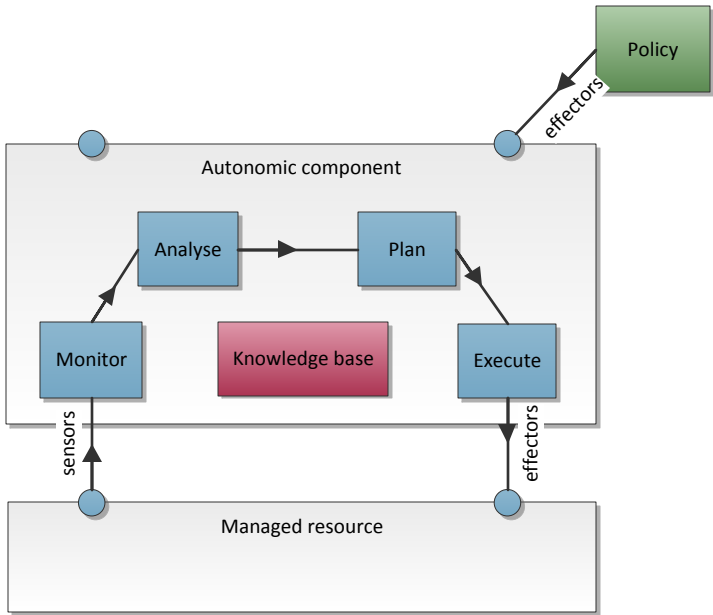 Policy
effectors
Autonomic component
Analyse
Plan
Monitor
Knowledge base
Execute
sensors
effectors
Managed resource